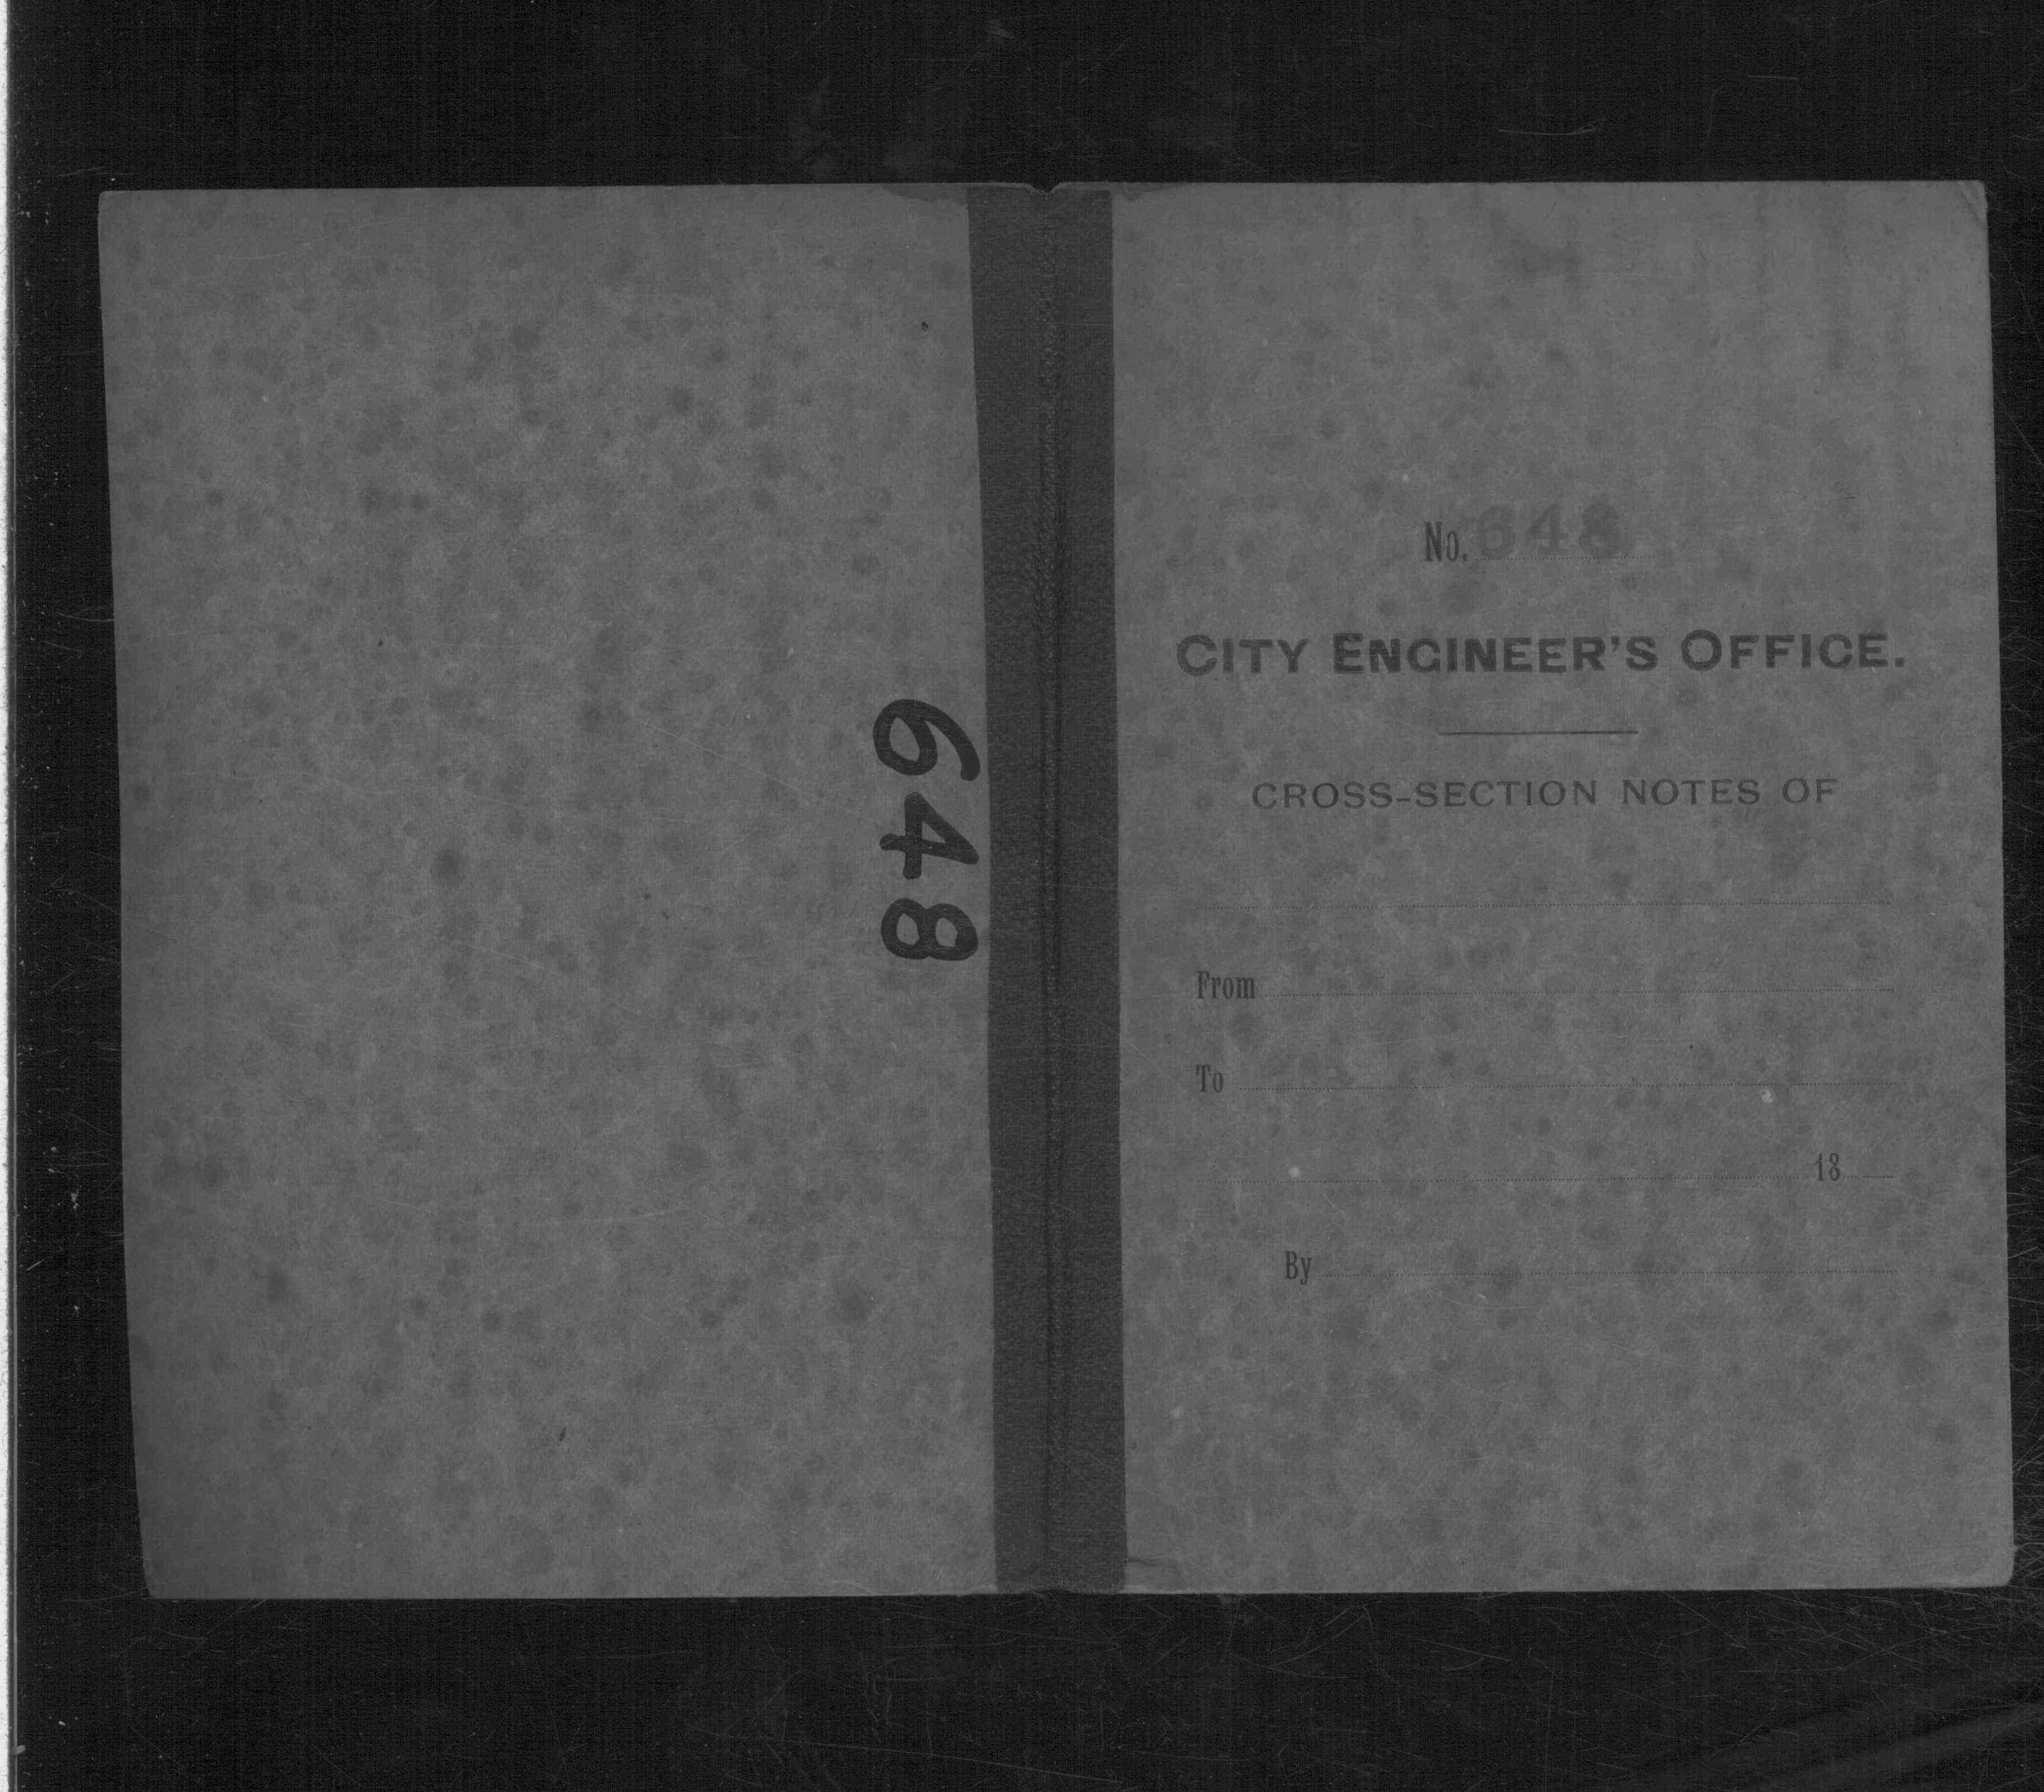 648
No. 648
CITY ENGINEER'S OFFICE.
CROSS-SECTION NOTES OF
From
To
18
By